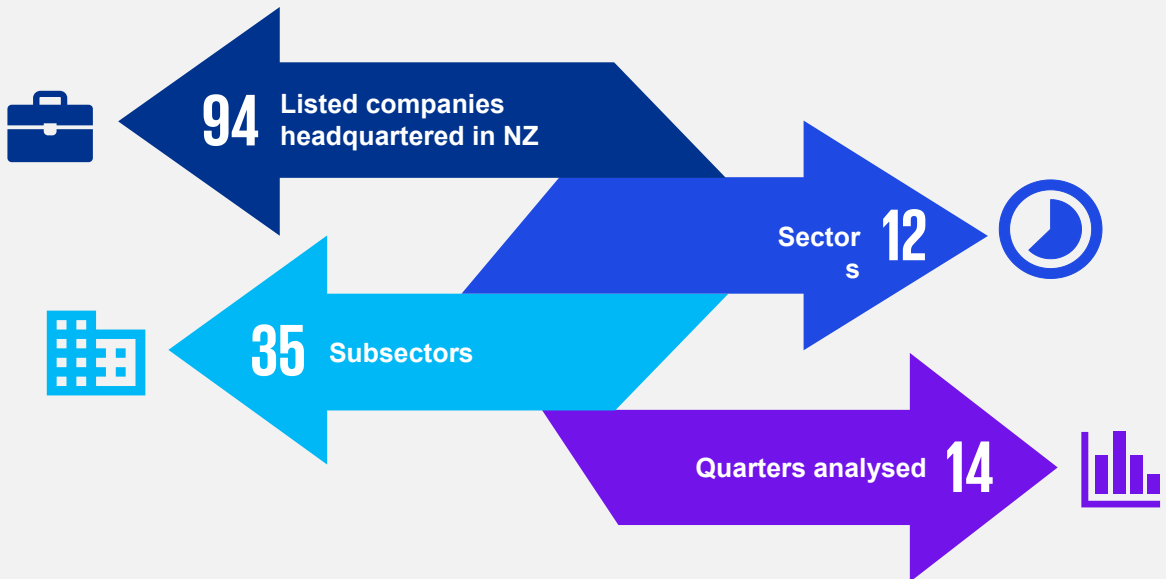 94 Listed companies
headquartered in NZ
Sector 12
s
35 Subsectors
Quarters analysed 14